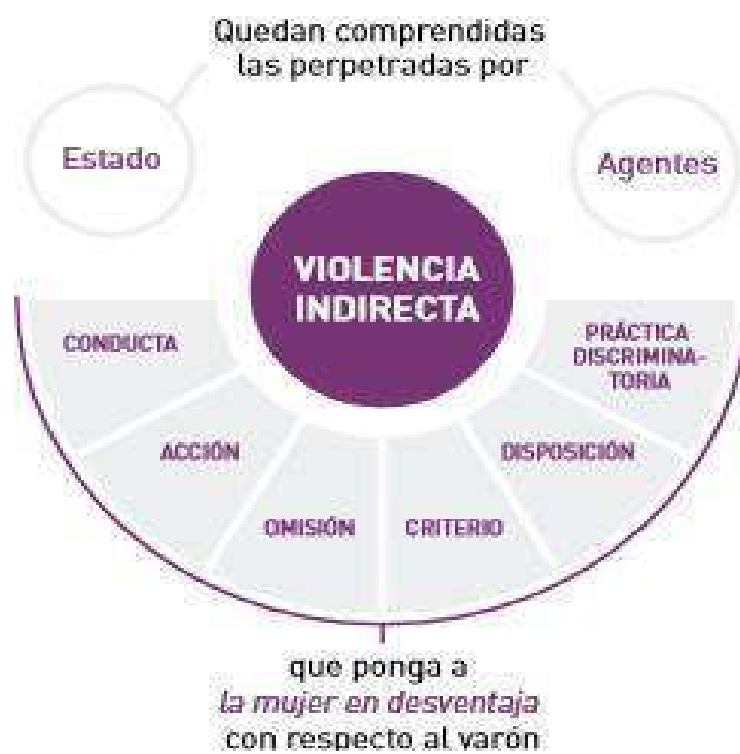 Quedan comprendidas
las perpetradas por
Estado
Agentes
VIOLENCIA
INDIRECTA
CONDUCTA
ACCIÓN
OMISIÓN
CRITERIO
DISPOSICIÓN
PRÁCTICA
DISCRIMINA-
TORIA
que ponga a
la mujer en desventaja
con respecto al varón